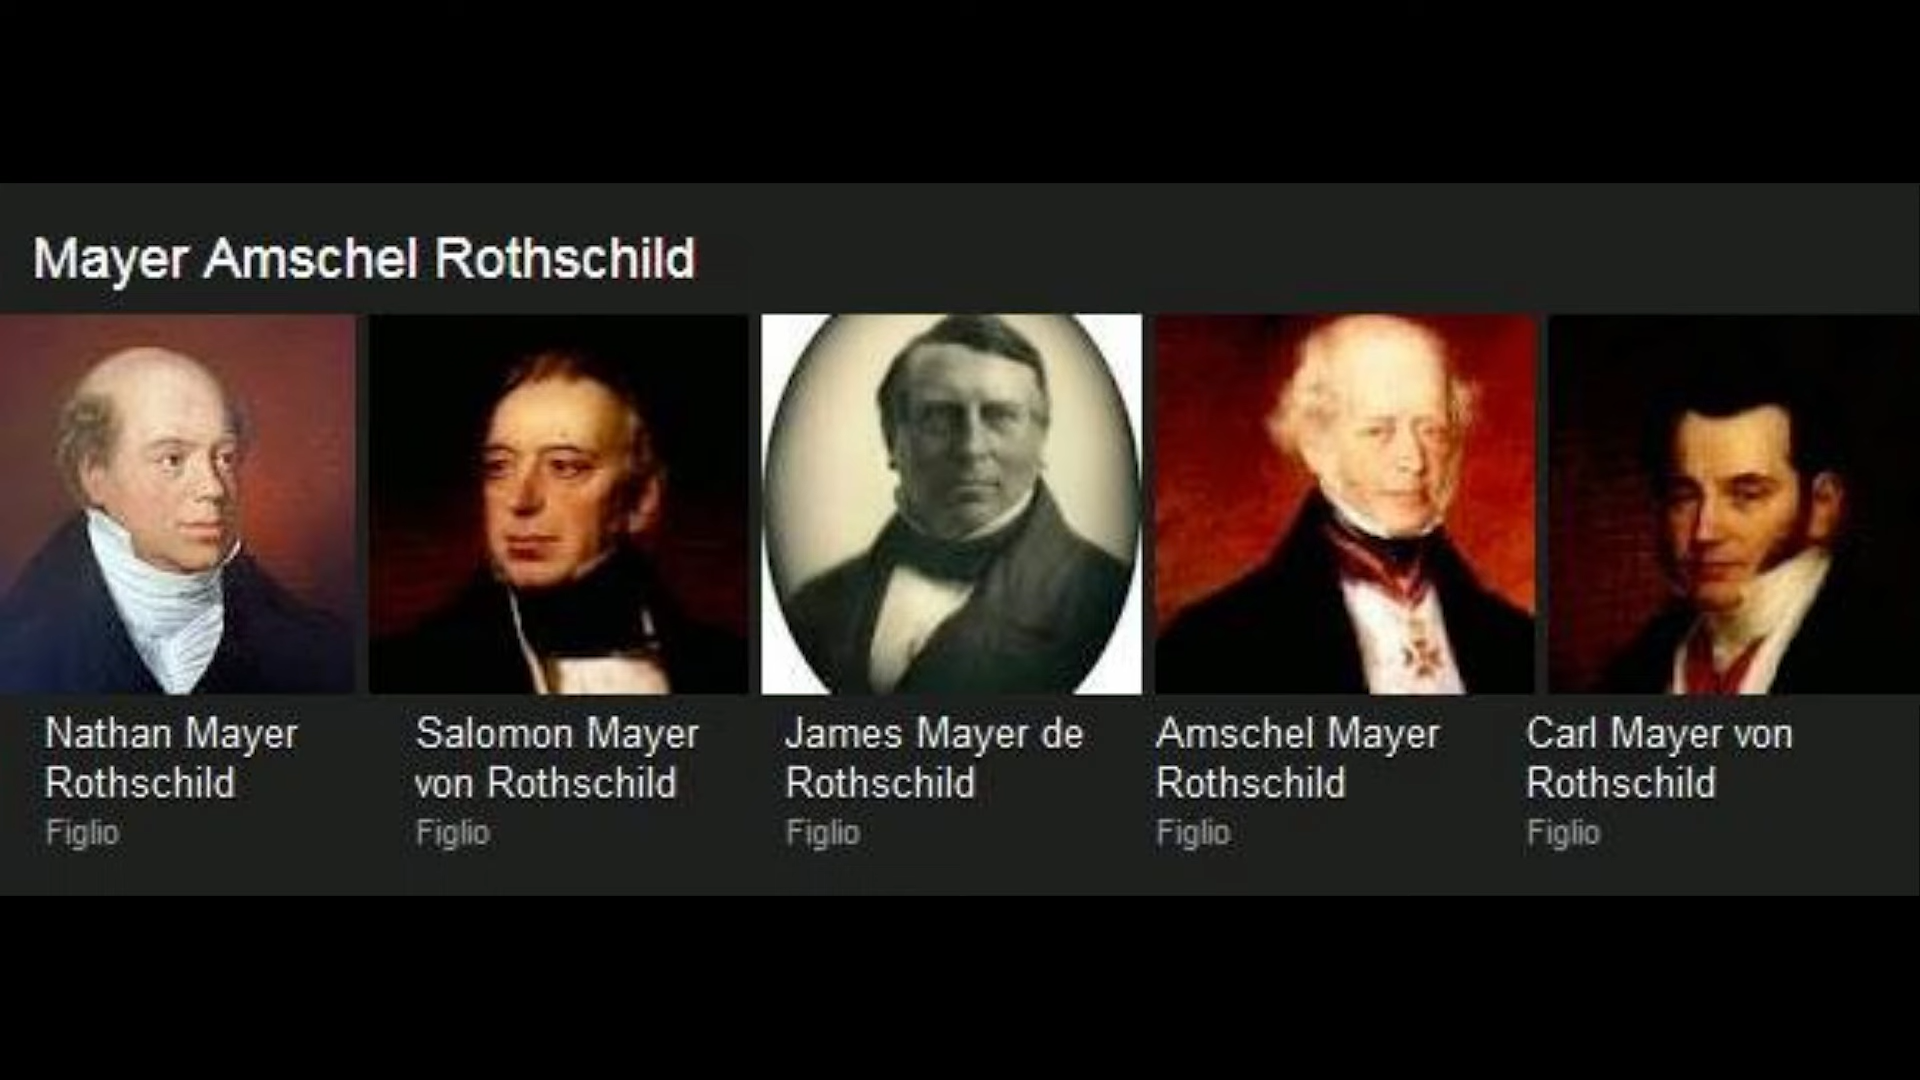 Mayer Amschel Rothschild
Nathan Mayer
Rothschild
Figlio
Salomon Mayer
von Rothschild
Figlio
James Mayer de
Rothschild
Figlio
Amschel Mayer
Rothschild
Figlio
Carl Mayer von
Rothschild
Figlio